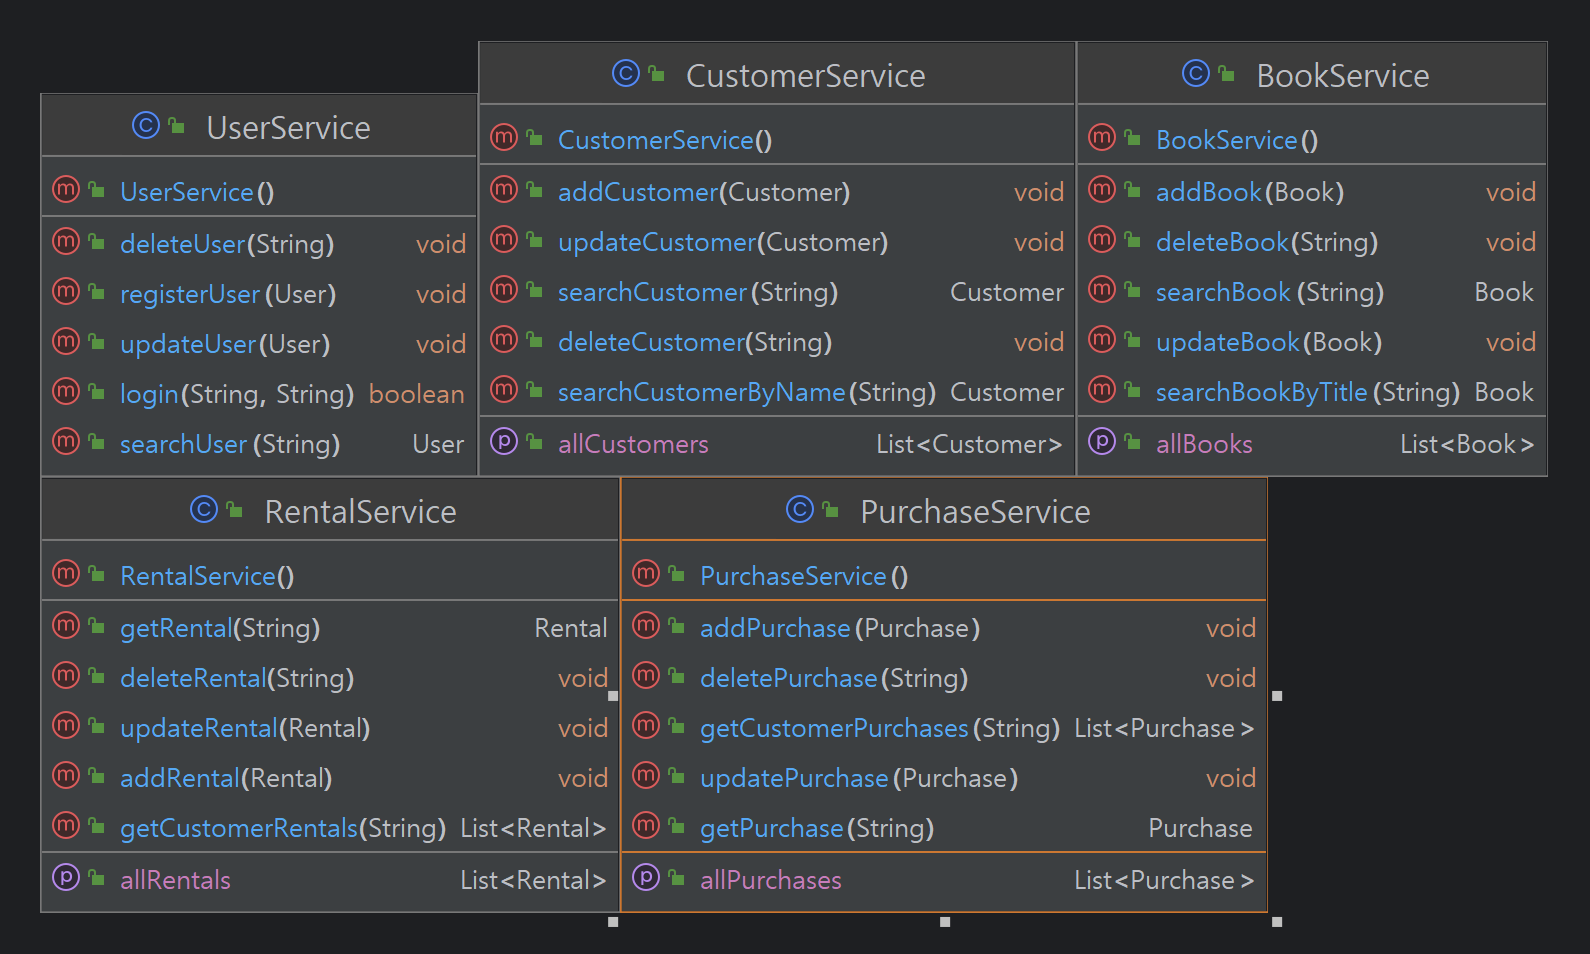 UserService
UserService()
deleteUser(String) void
registerUser(User) void
updateUser(User) void
login(String, String) boolean
searchUser(String) User
CustomerService
CustomerService()
addCustomer(Customer) void
updateCustomer(Customer) void
searchCustomer(String) Customer
deleteCustomer(String) void
searchCustomerByName(String) Customer
allCustomers List<Customer>
BookService
BookService()
addBook(Book) void
deleteBook(String) void
searchBook(String) Book
updateBook(Book) void
searchBookByTitle(String) Book
allBooks List<Book>
RentalService
RentalService()
getRental(String) Rental
deleteRental(String) void
updateRental(Rental) void
addRental(Rental) void
getCustomerRentals(String) List<Rental>
allRentals List<Rental>
PurchaseService
PurchaseService()
addPurchase(Purchase) void
deletePurchase(String) void
getCustomerPurchases(String) List<Purchase>
updatePurchase(Purchase) void
getPurchase(String) Purchase
allPurchases List<Purchase>